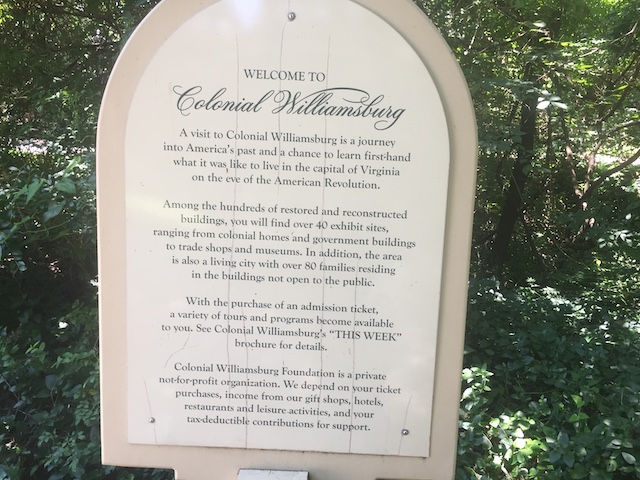 WELCOME TO
Colonial Williamsburg
A visit to Colonial Williamsburg is a journey
into America's past and a chance to learn first-hand
what it was like to live in the capital of Virginia
on the eve of the American Revolution.
Among the hundreds of restored and reconstructed
buildings, you will find over 40 exhibit sites,
ranging from colonial homes and government buildings
to trade shops and museums. In addition, the area
is also a living city with over 80 families residing
in the buildings not open to the public.
With the purchase of an admission ticket,
a variety of tours and programs become available
to you. See Colonial Williamsburg's "THIS WEEK"
brochure for details.
Colonial Williamsburg Foundation is a private
not-for-profit organization. We depend on your ticket
purchases, income from our gift shops, hotels,
restaurants and leisure activities, and your
tax-deductible contributions for support.